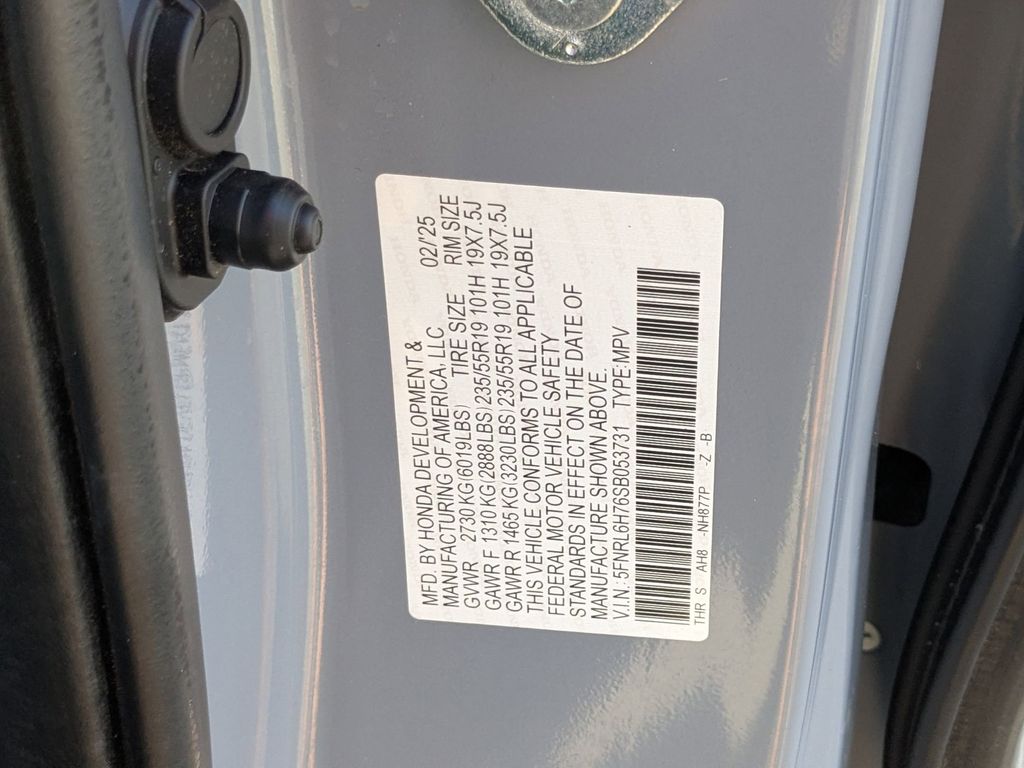 MFD. BY HONDA DEVELOPMENT &
MANUFACTURING OF AMERICA, LLC 02/25
GVWR 2730 KG(6019LBS) TIRE SIZE RIM SIZE
GAWR F 1310 KG(2888LBS)235/55R19 101H 19X7.5J
GAWR R 1465 KG(3230LBS)235/55R19 101H 19X7.5J
THIS VEHICLE CONFORMS TO ALL APPLICABLE
FEDERAL MOTOR VEHICLE SAFETY
STANDARDS IN EFFECT ON THE DATE OF
MANUFACTURE SHOWN ABOVE.
V.I.N.: 5FNRL6H76SB053731 TYPE:MPV
THR S AH8 -NH877P -Z -B